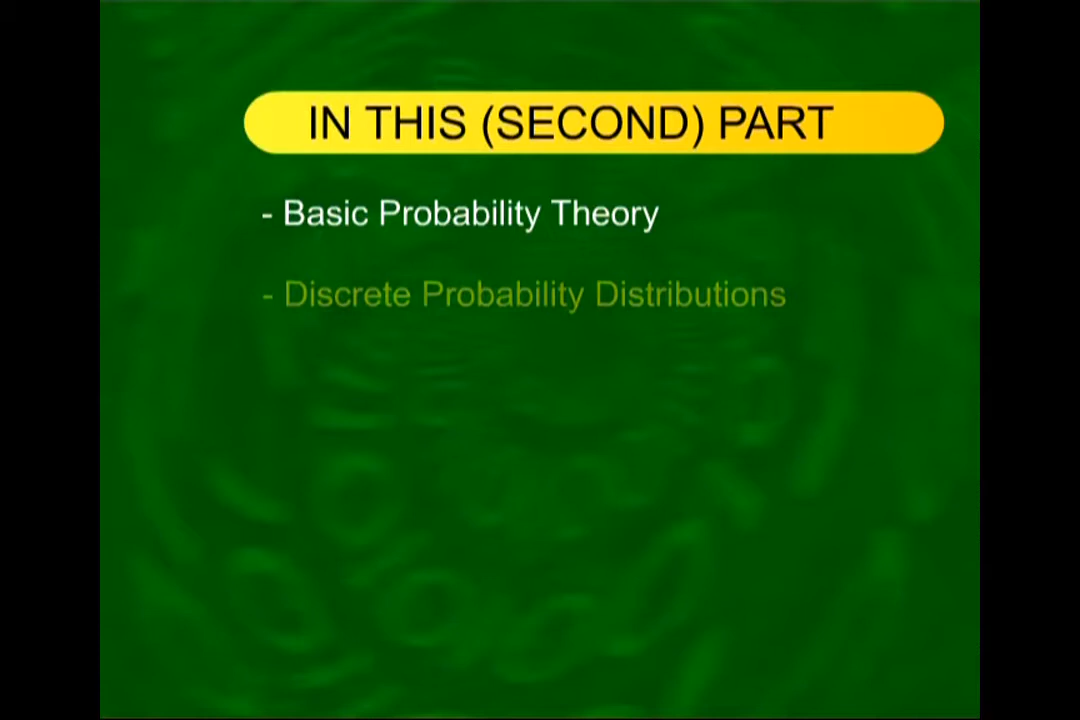 IN THIS (SECOND) PART
- Basic Probability Theory
- Discrete Probability Distributions